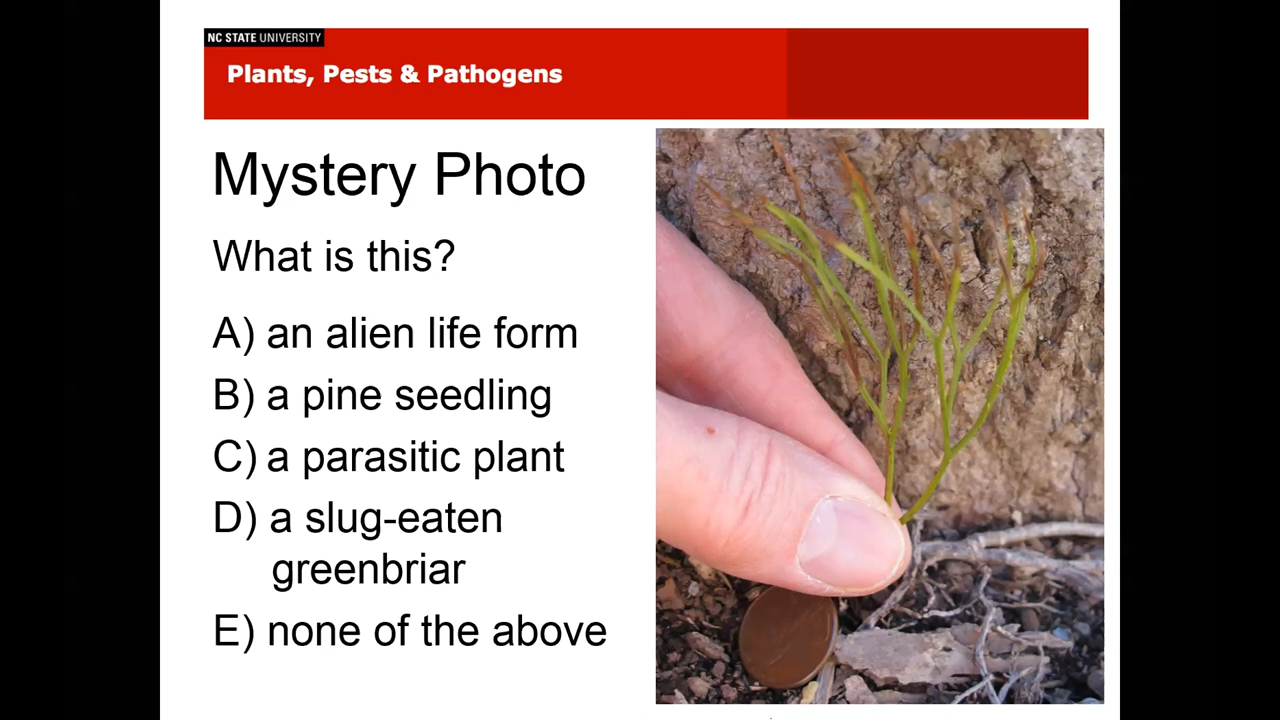 NC STATE UNIVERSITY
Plants, Pests & Pathogens
Mystery Photo
What is this?
A) an alien life form
B) a pine seedling
C) a parasitic plant
D) a slug-eaten
greenbriar
E) none of the above